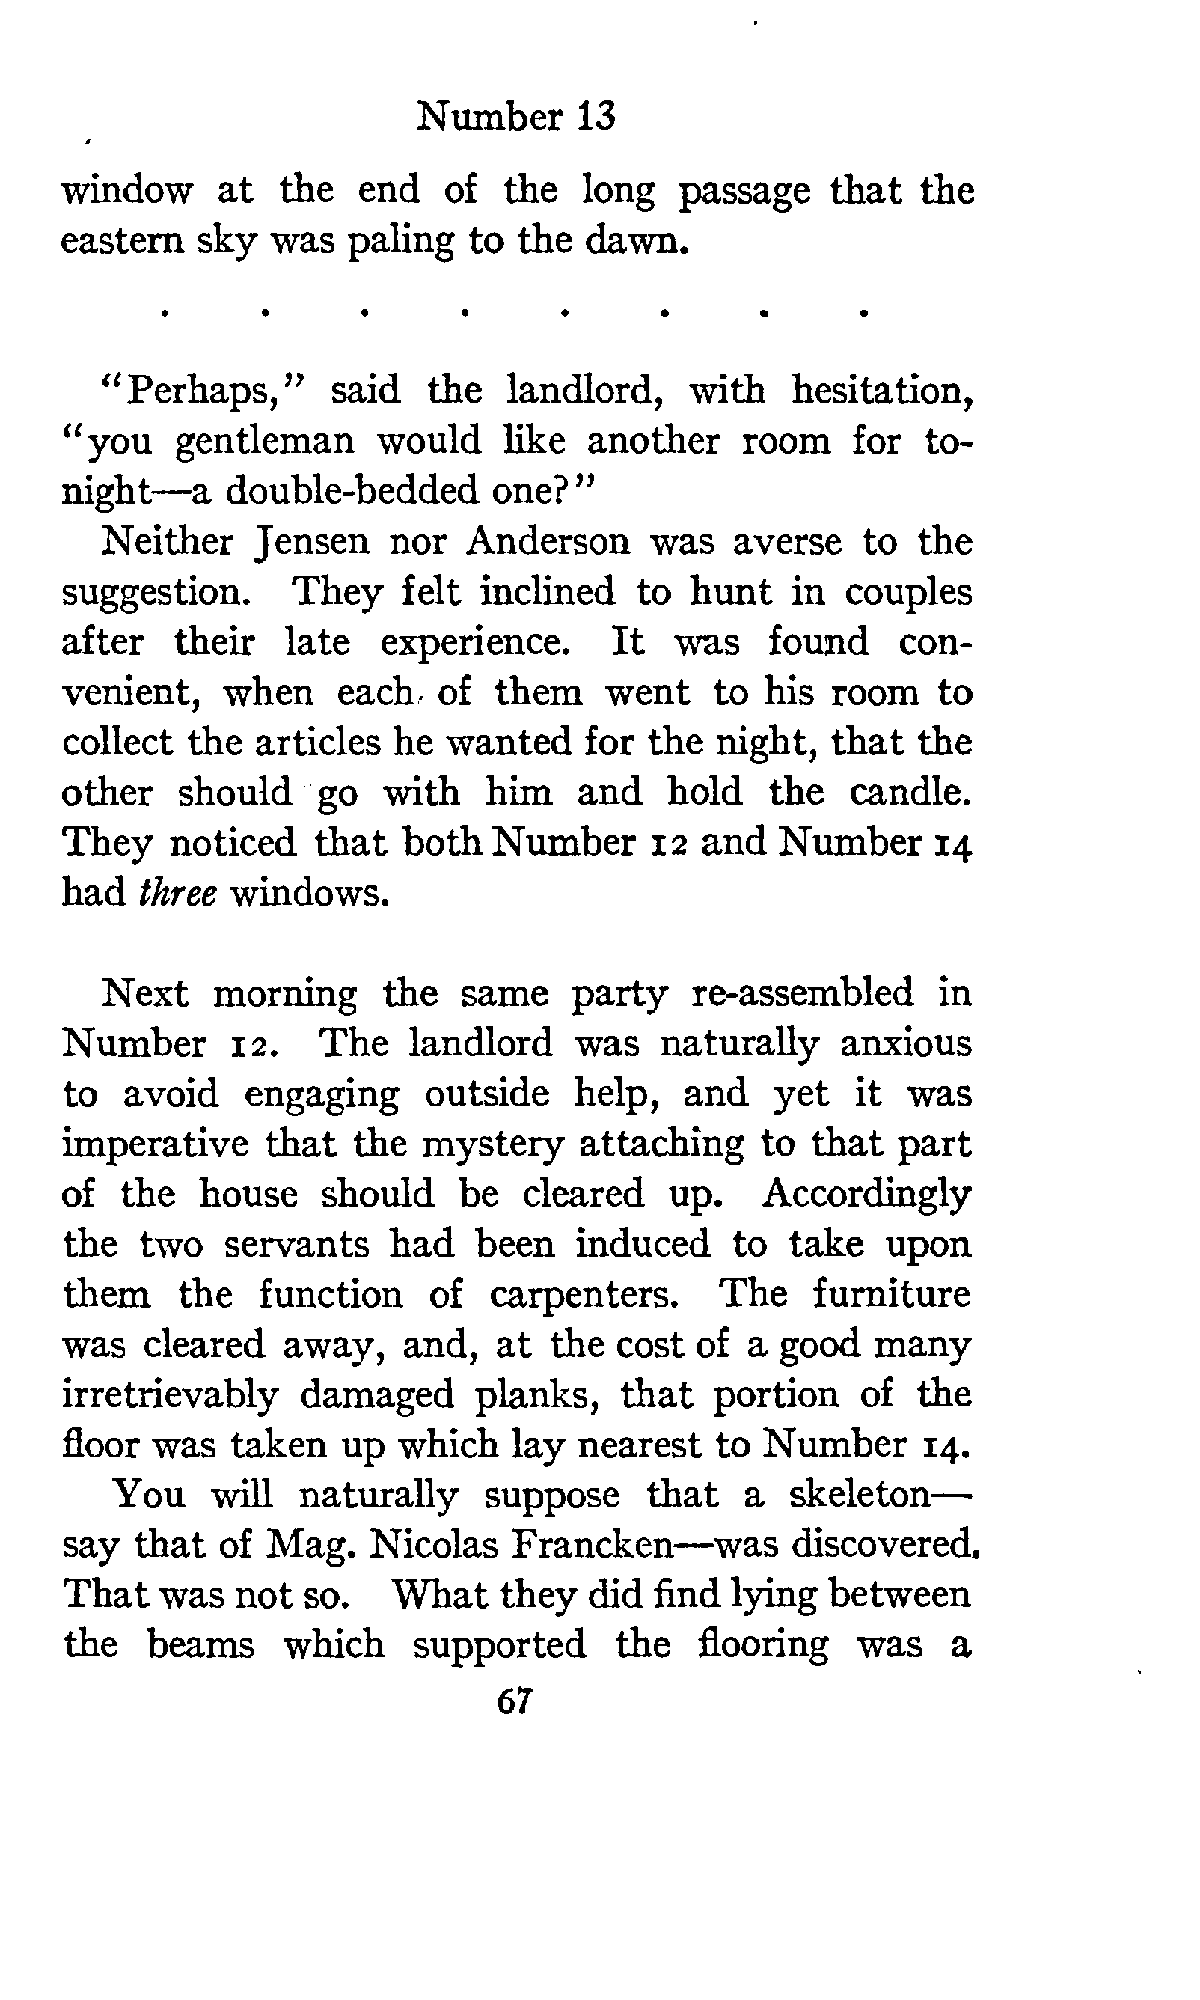 Number 13
window at the end of the long passage that the
eastern sky was paling to the dawn.
. . . . . . . .
"Perhaps," said the landlord, with hesitation,
"you gentleman would like another room for to-
night—a double-bedded one?"
Neither Jensen nor Anderson was averse to the
suggestion. They felt inclined to hunt in couples
after their late experience. It was found con-
venient, when each of them went to his room to
collect the articles he wanted for the night, that the
other should go with him and hold the candle.
They noticed that both Number 12 and Number 14
had three windows.
Next morning the same party re-assembled in
Number 12. The landlord was naturally anxious
to avoid engaging outside help, and yet it was
imperative that the mystery attaching to that part
of the house should be cleared up. Accordingly
the two servants had been induced to take upon
them the function of carpenters. The furniture
was cleared away, and, at the cost of a good many
irretrievably damaged planks, that portion of the
floor was taken up which lay nearest to Number 14.
You will naturally suppose that a skeleton—
say that of Mag. Nicolas Francken—was discovered.
That was not so. What they did find lying between
the beams which supported the flooring was a
67